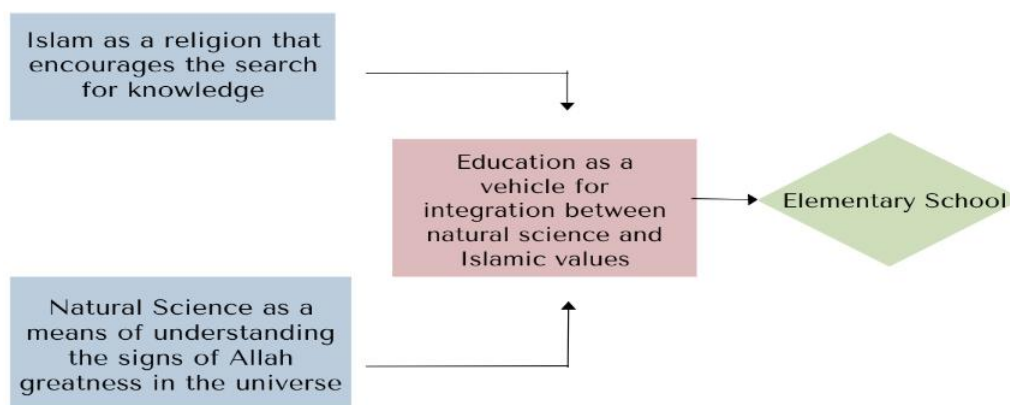 Islam as a religion that
encourages the search
for knowledge
Education as a
vehicle for
integration between
natural science and
Islamic values
Elementary School
Natural Science as a
means of understanding
the signs of Allah
greatness in the universe